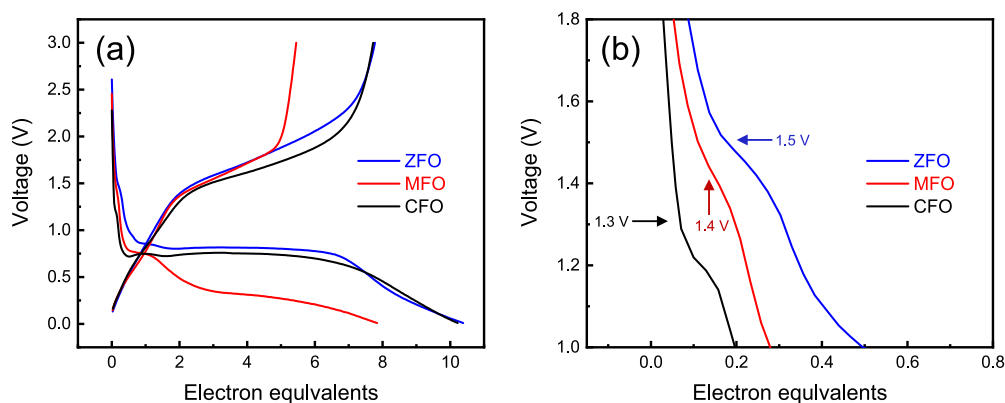 (a)
Voltage (V)
3.0
2.5
2.0
1.5
1.0
0.5
0.0
ZFO
MFO
CFO
0 2 4 6 8 10
Electron equivalents
(b)
Voltage (V)
1.8
1.6
1.4
1.2
1.0
1.5 V
1.4 V
1.3 V
ZFO
MFO
CFO
0.0 0.2 0.4 0.6 0.8
Electron equivalents